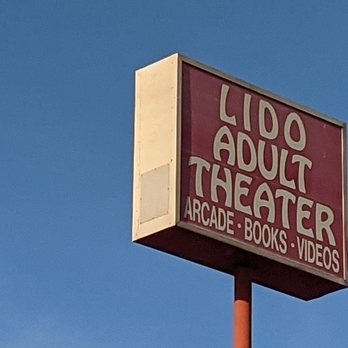 LIDO
ADULT
THEATER
ARCADE · BOOKS · VIDEOS